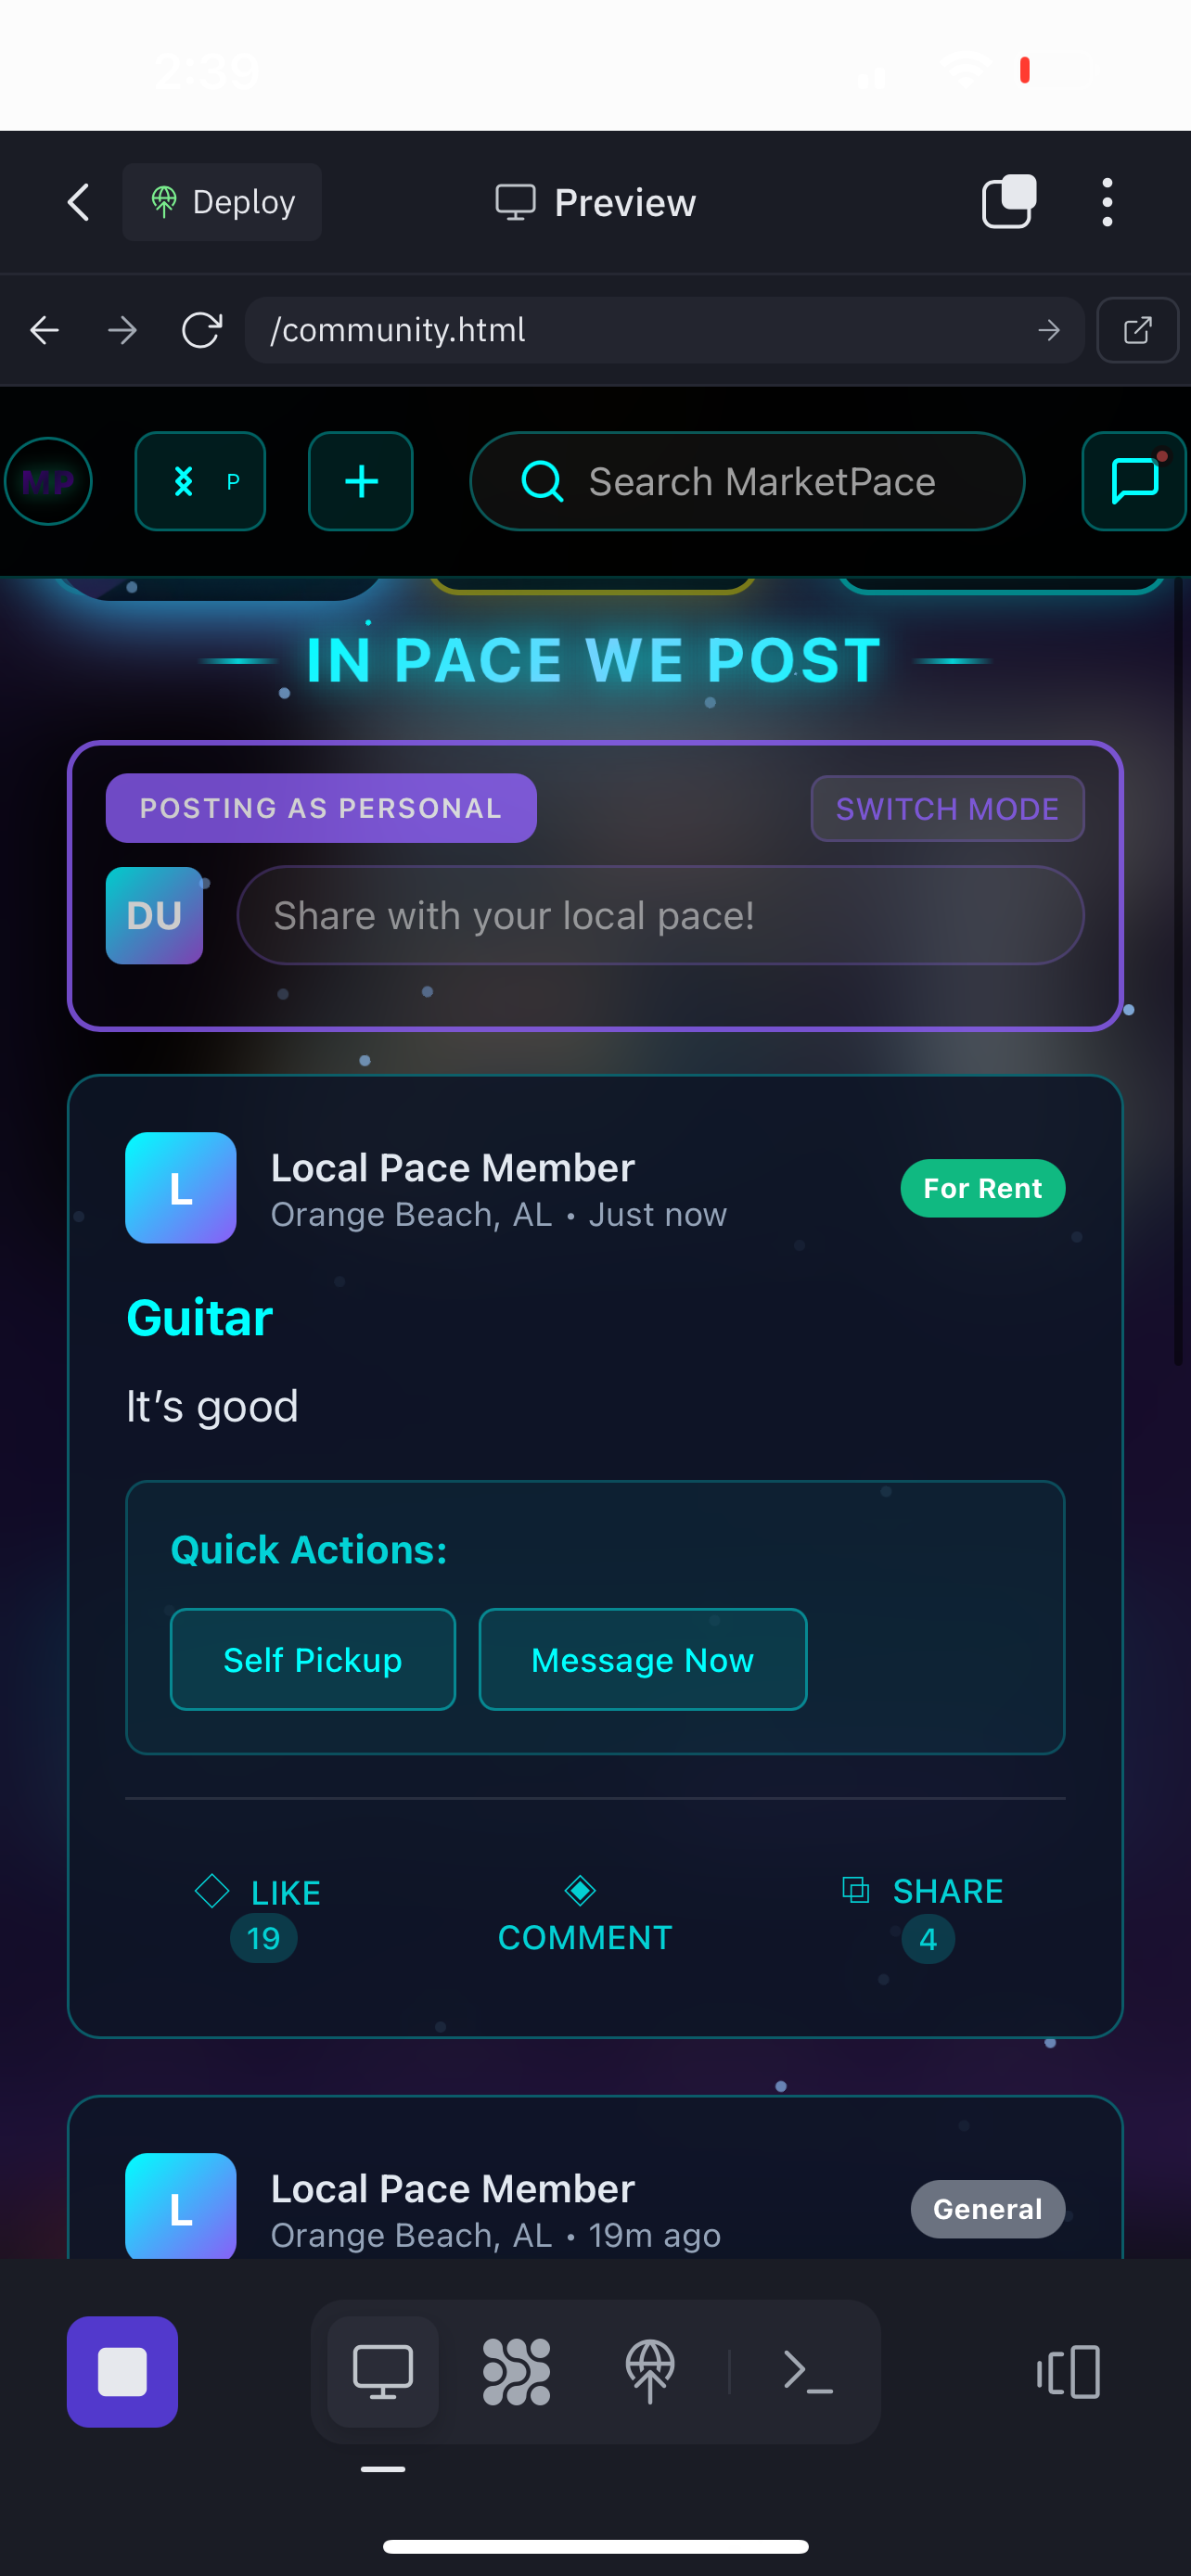 2:39
Deploy
Preview
/community.html
MP
P
Search MarketPace
IN PACE WE POST
POSTING AS PERSONAL
SWITCH MODE
DU
Share with your local pace!
L
Local Pace Member
Orange Beach, AL • Just now
For Rent
Guitar
It’s good
Quick Actions:
Self Pickup
Message Now
LIKE
19
COMMENT
SHARE
4
L
Local Pace Member
Orange Beach, AL • 19m ago
General